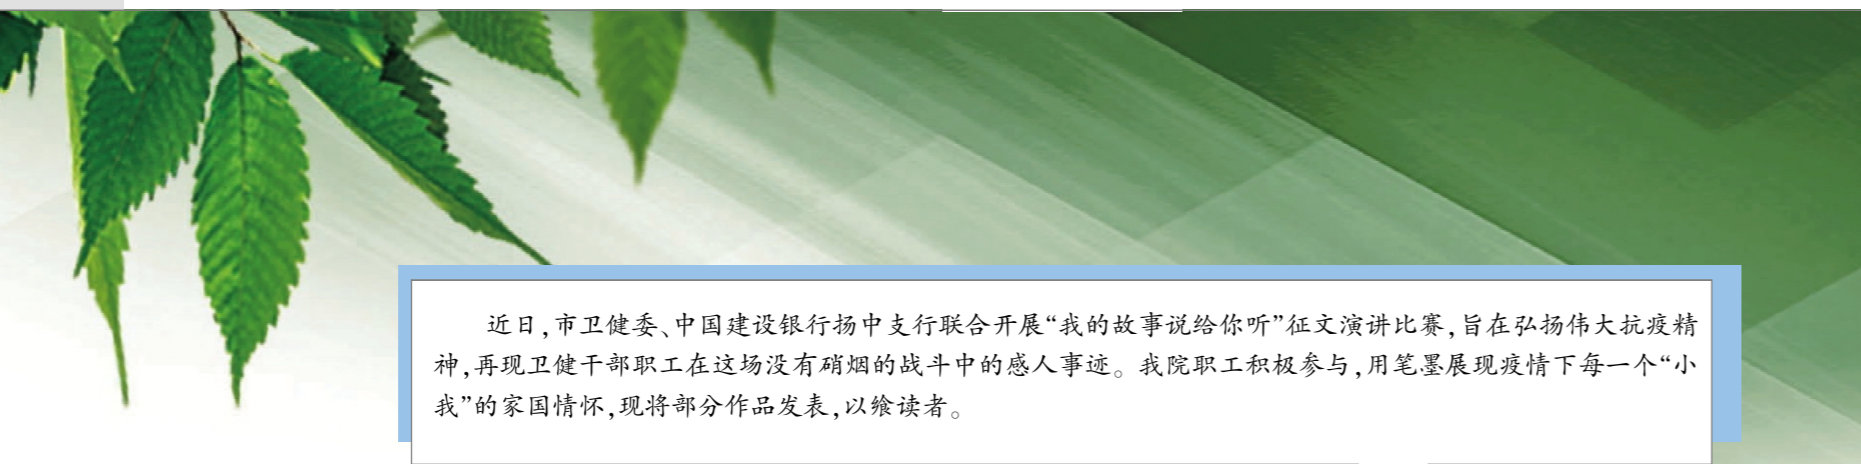 近日,市卫健委、中国建设银行扬中支行联合开展“我的故事说给你听”征文演讲比赛,旨在弘扬伟大抗疫精
神,再现卫健干部职工在这场没有硝烟的战斗中的感人事迹。我院职工积极参与,用笔墨展现疫情下每一个“小
我”的家国情怀,现将部分作品发表,以飨读者。